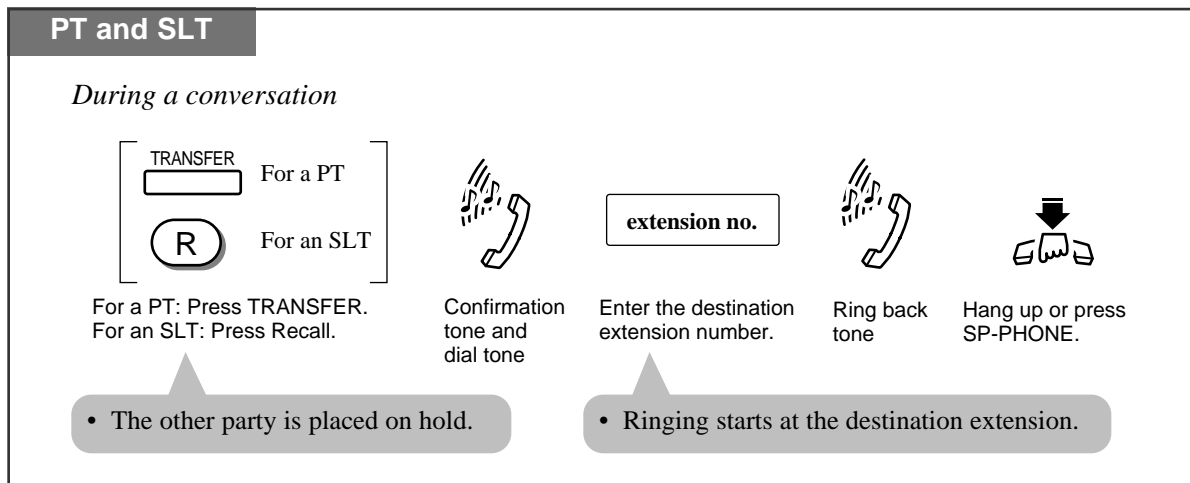 PT and SLT
During a conversation
TRANSFER
For a PT
R
For an SLT
extension no.
For a PT: Press TRANSFER.
For an SLT: Press Recall.
Confirmation
tone and
dial tone
Enter the destination
extension number.
Ring back
tone
Hang up or press
SP-PHONE.
• The other party is placed on hold.
• Ringing starts at the destination extension.